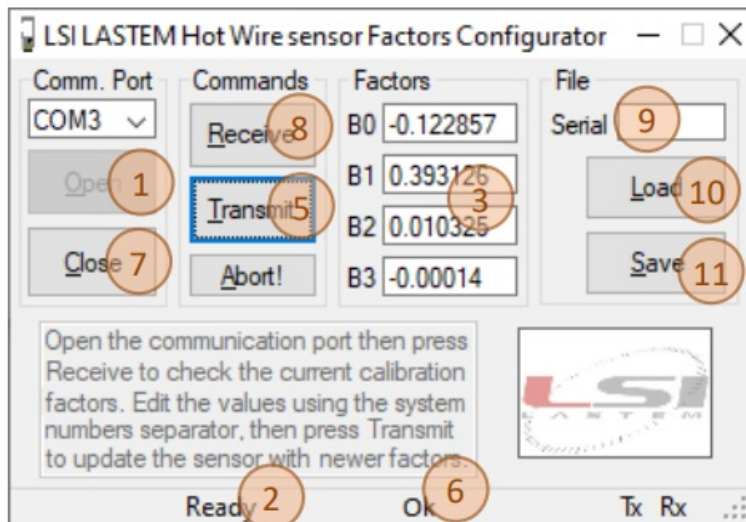 LSI LASTEM Hot Wire sensor Factors Configurator
Comm. Port
COM3
Open
1
Close
7
Commands
Receive
8
Transmit
5
Abort!
Factors
B0 -0.122857
B1 0.393126
3
B2 0.010325
B3 -0.00014
File
Serial
9
Load
10
Save
11
Open the communication port then press
Receive to check the current calibration
factors. Edit the values using the system
numbers separator, then press Transmit
to update the sensor with newer factors.
LSI
LASTEM
Ready
2
Ok
6
Tx Rx